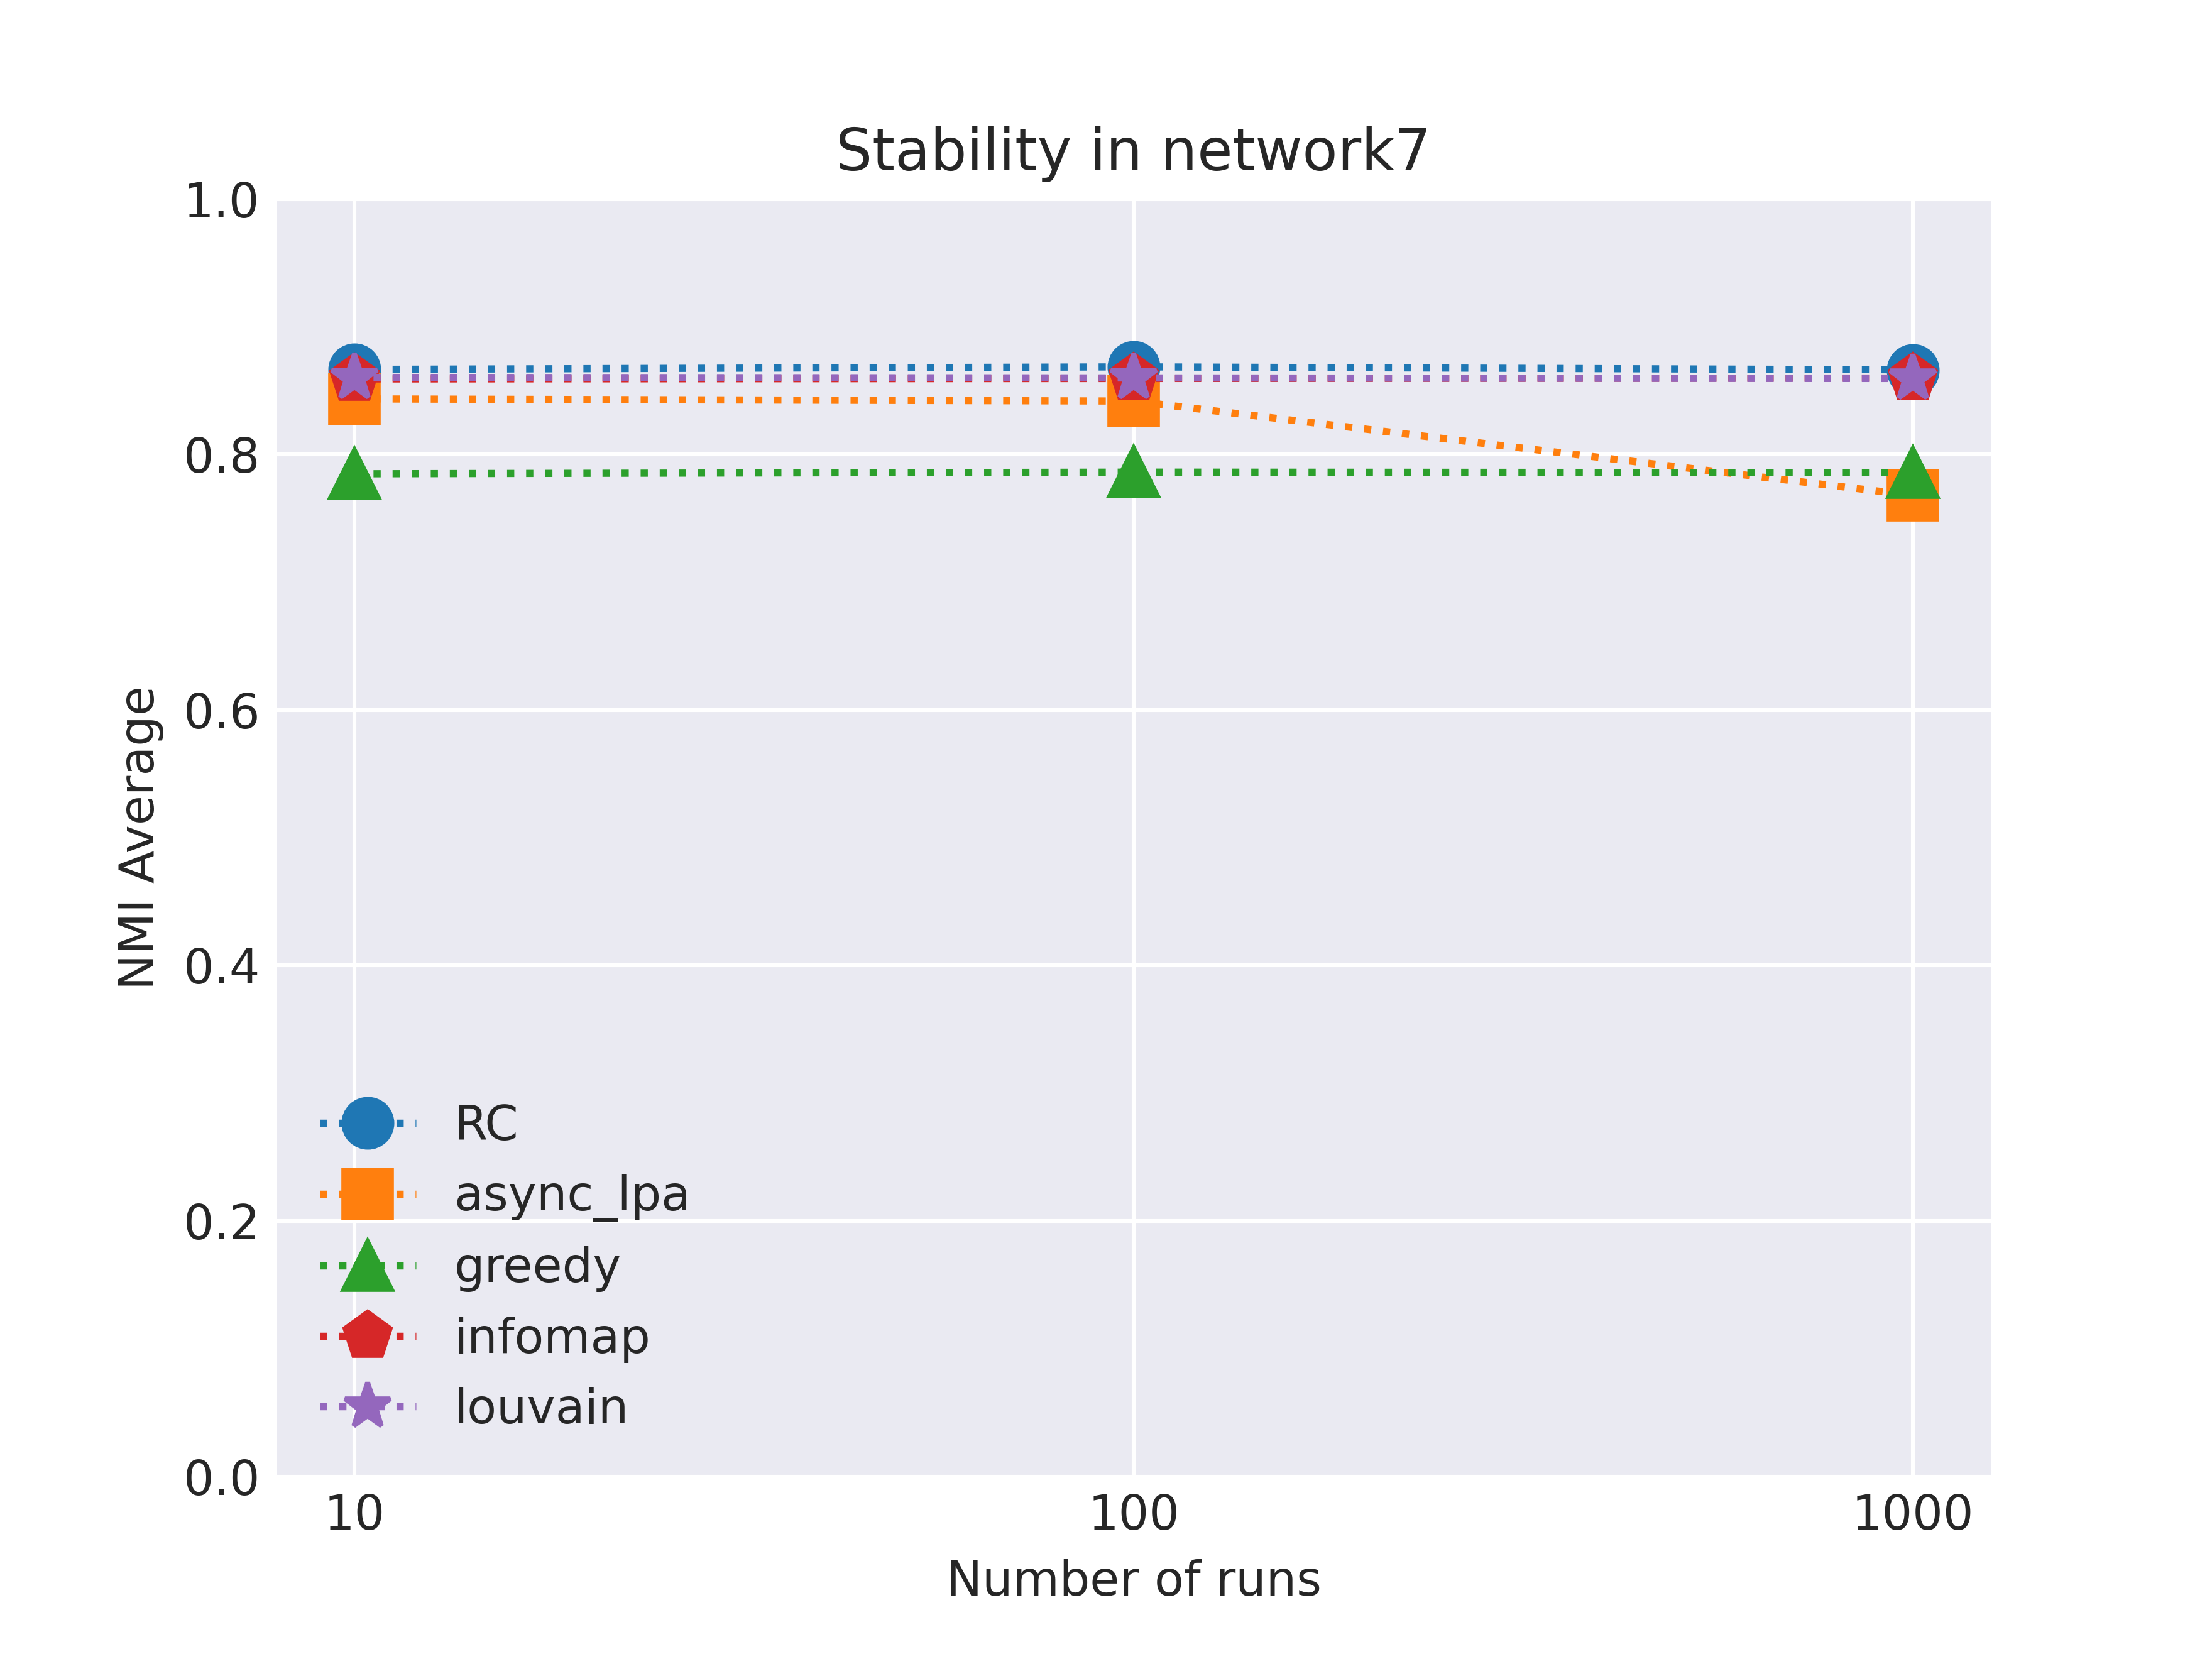 Stability in network7
1.0
0.8
0.6
0.4
0.2
0.0
NMI Average
RC
async_lpa
greedy
infomap
louvain
10 100 1000
Number of runs